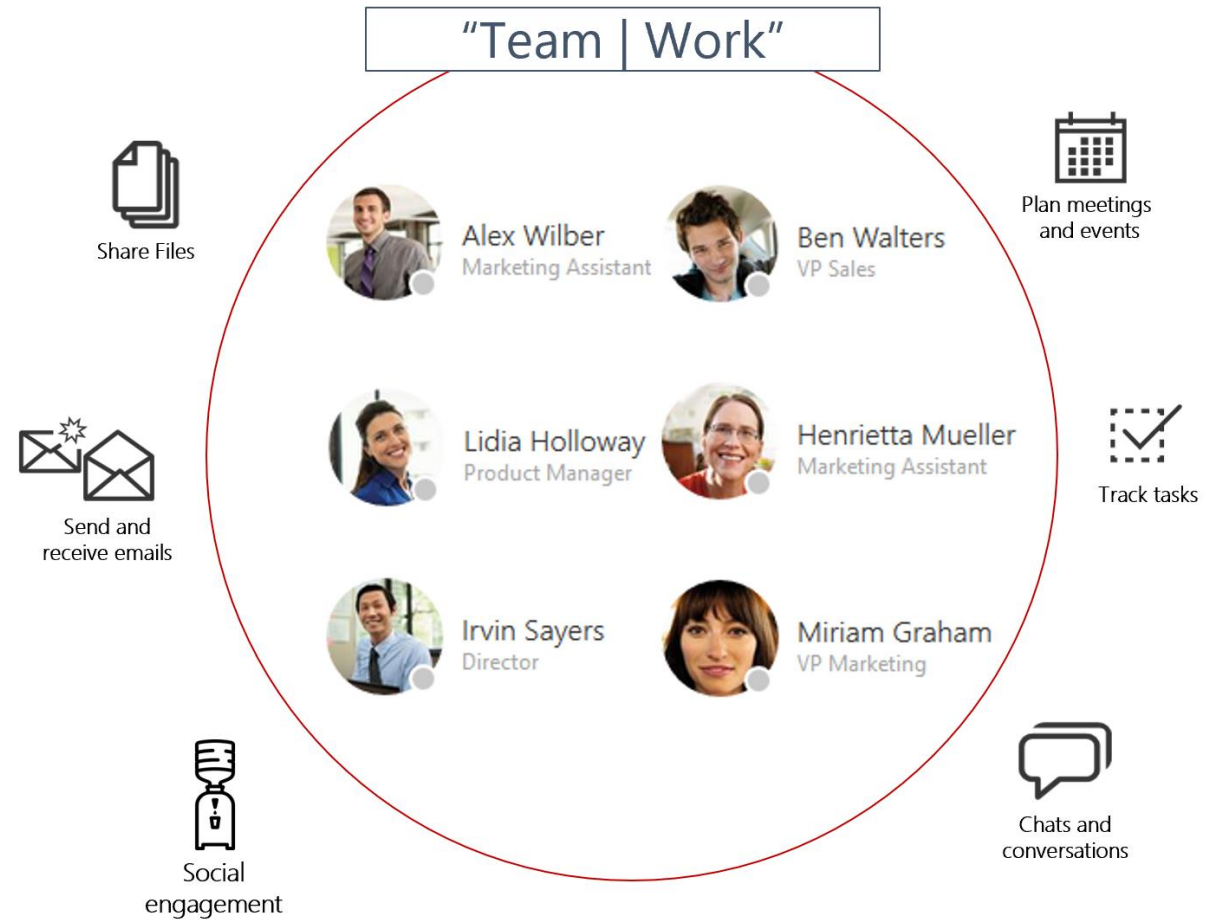 “Team | Work”
Share Files
Plan meetings
and events
Alex Wilber
Marketing Assistant
Ben Walters
VP Sales
Send and
receive emails
Lidia Holloway
Product Manager
Henrietta Mueller
Marketing Assistant
Track tasks
Irvin Sayers
Director
Miriam Graham
VP Marketing
Social
engagement
Chats and
conversations